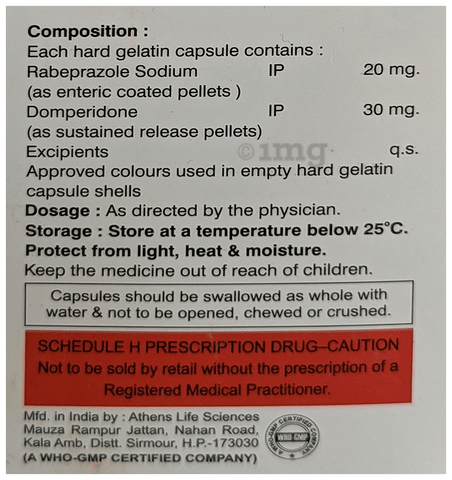 Composition :
Each hard gelatin capsule contains :
Rabeprazole Sodium IP 20 mg.
(as enteric coated pellets )
Domperidone IP 30 mg.
(as sustained release pellets)
Excipients q.s.
©1mg
Approved colours used in empty hard gelatin
capsule shells
Dosage : As directed by the physician.
Storage : Store at a temperature below 25°C.
Protect from light, heat & moisture.
Keep the medicine out of reach of children.
Capsules should be swallowed as whole with
water & not to be opened, chewed or crushed.
SCHEDULE H PRESCRIPTION DRUG–CAUTION
Not to be sold by retail without the prescription of a
Registered Medical Practitioner.
Mfd. in India by : Athens Life Sciences
Mauza Rampur Jattan, Nahan Road,
Kala Amb, Distt. Sirmour, H.P.-173030
(A WHO-GMP CERTIFIED COMPANY)
WHO-GMP CERTIFIED COMPANY
WHO-GMP